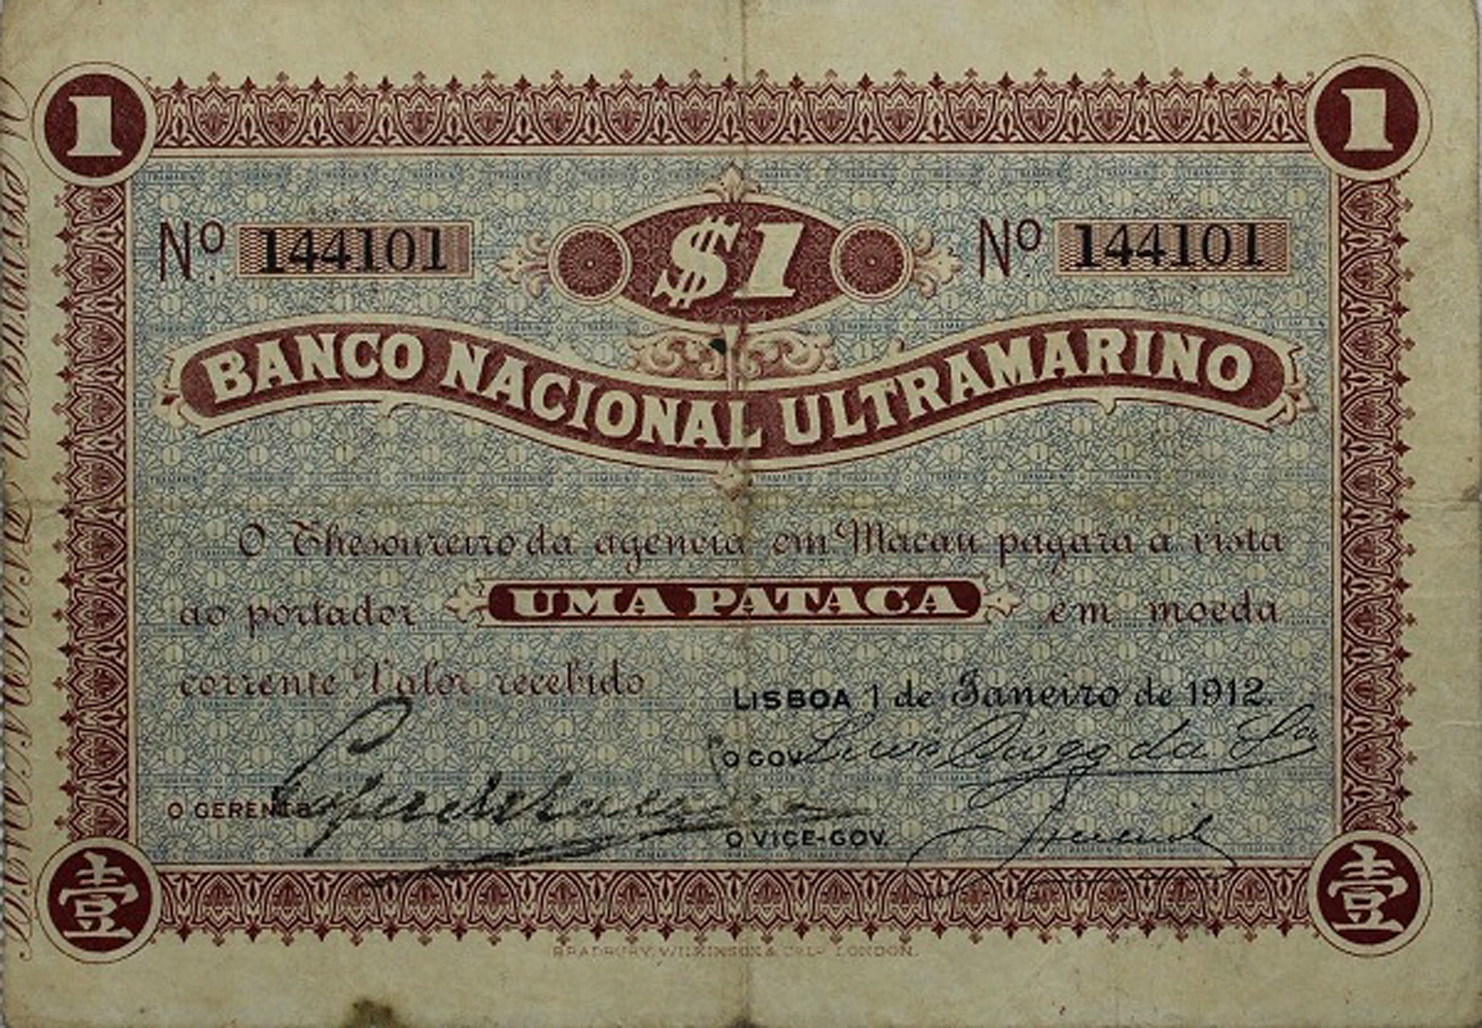 1 1
Nº 144101 $1 Nº 144101
BANCO NACIONAL ULTRAMARINO
O Thesoureiro da agencia em Macau pagará á vista
ao portador UMA PATACA em moeda
corrente Valor recebido
LISBOA 1 de Janeiro de 1912.
O GOV.
O GERENTE
O VICE-GOV.
壹 壹
BRADBURY, WILKINSON & Cº Lᴰ LONDON.